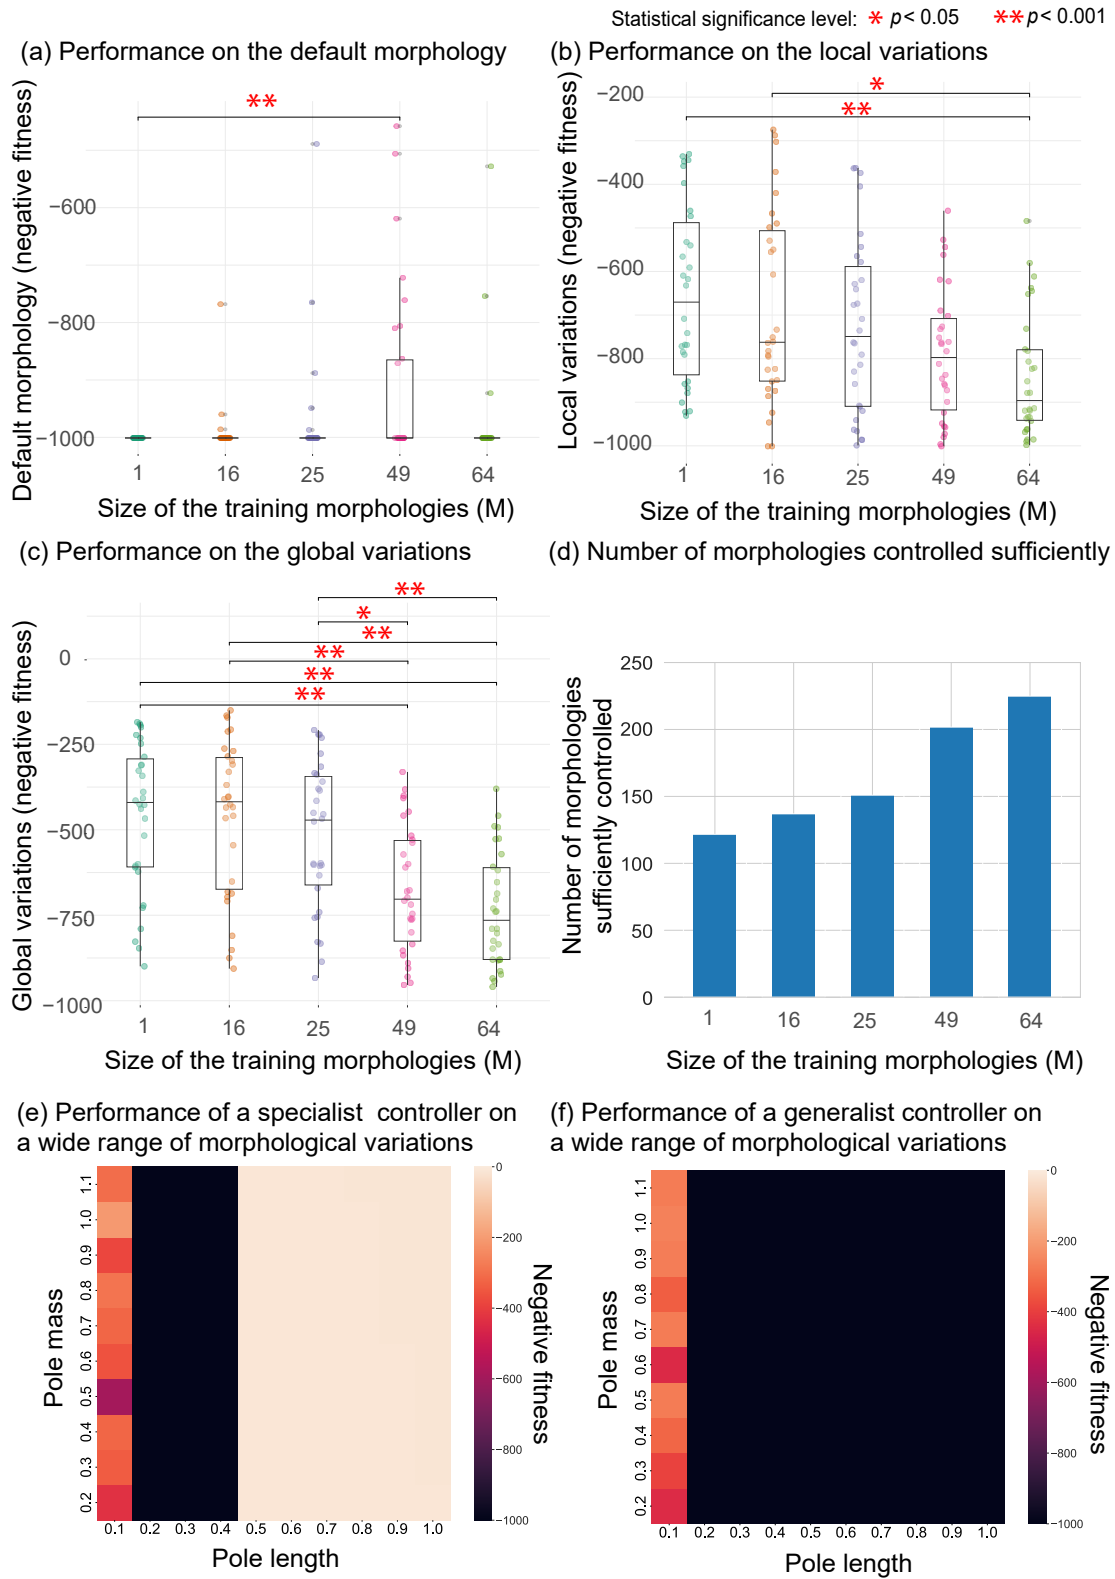 Statistical significance level: * p < 0.05 ** p < 0.001
(a) Performance on the default morphology
Default morphology (negative fitness)
−600
−800
−1000
**
1 16 25 49 64
Size of the training morphologies (M)
(b) Performance on the local variations
Local variations (negative fitness)
−200
−400
−600
−800
−1000
*
**
1 16 25 49 64
Size of the training morphologies (M)
(c) Performance on the global variations
Global variations (negative fitness)
0
−250
−500
−750
−1000
**
*
**
**
**
**
1 16 25 49 64
Size of the training morphologies (M)
(d) Number of morphologies controlled sufficiently
Number of morphologies
sufficiently controlled
250
200
150
100
50
0
1 16 25 49 64
Size of the training morphologies (M)
(e) Performance of a specialist controller on
a wide range of morphological variations
Pole mass
1.1
1.0
0.9
0.8
0.7
0.6
0.5
0.4
0.3
0.2
0.1 0.2 0.3 0.4 0.5 0.6 0.7 0.8 0.9 1.0
Pole length
0
−200
−400
−600
−800
−1000
Negative fitness
(f) Performance of a generalist controller on
a wide range of morphological variations
Pole mass
1.1
1.0
0.9
0.8
0.7
0.6
0.5
0.4
0.3
0.2
0.1 0.2 0.3 0.4 0.5 0.6 0.7 0.8 0.9 1.0
Pole length
0
−200
−400
−600
−800
−1000
Negative fitness